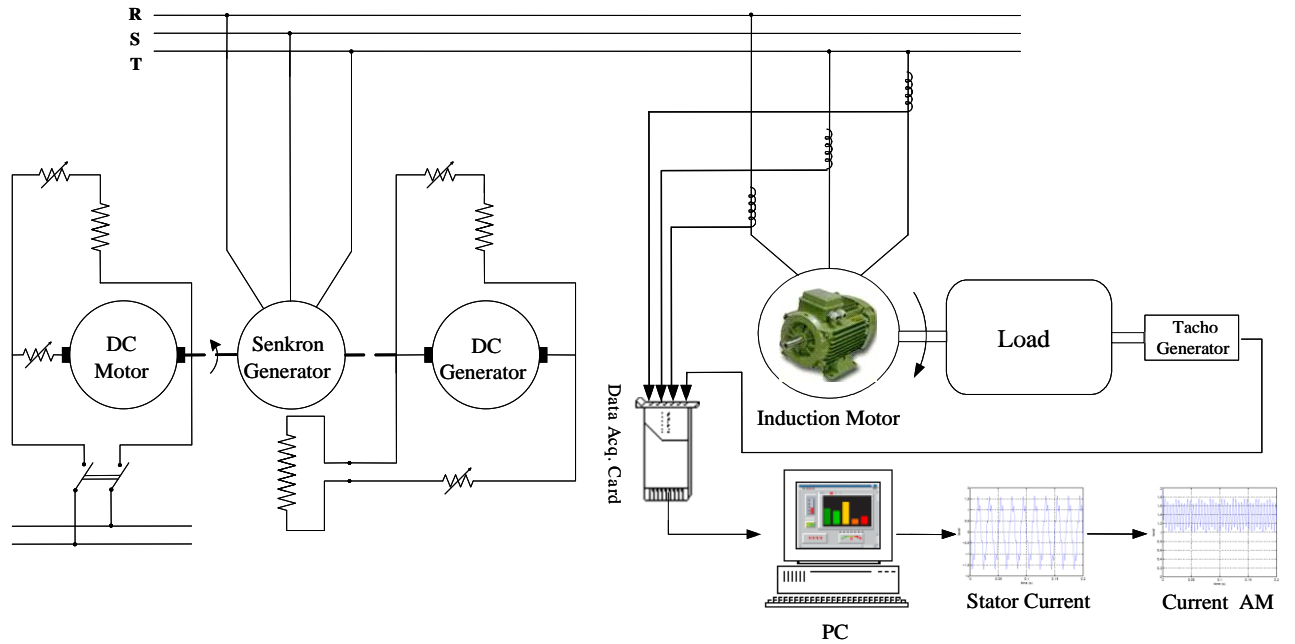 R
S
T
DC
Motor
Senkron
Generator
DC
Generator
Induction Motor
Load
Tacho
Generator
Data Acq. Card
PC
Stator Current
Current AM